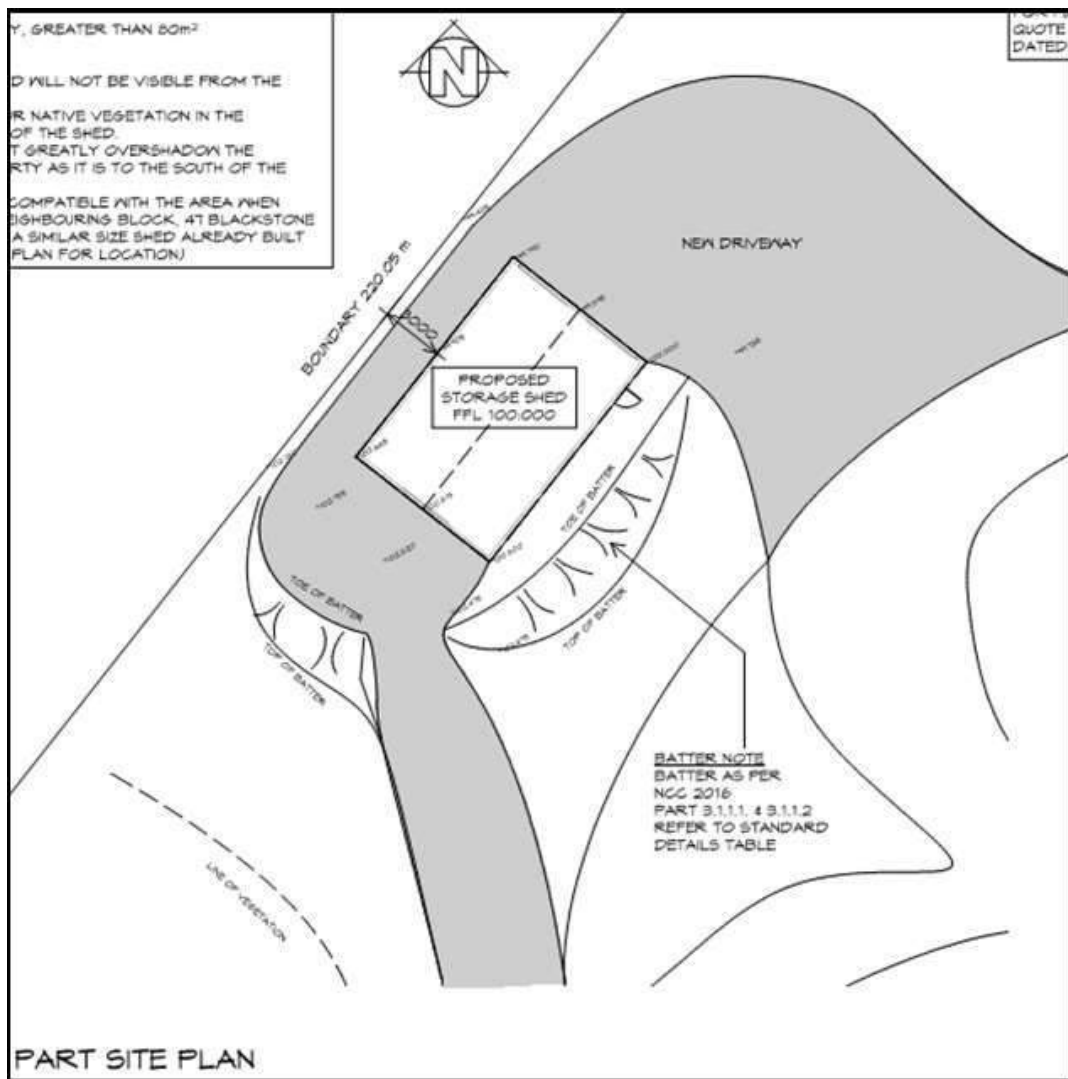 Y, GREATER THAN 80m²
D WILL NOT BE VISIBLE FROM THE
R NATIVE VEGETATION IN THE
OF THE SHED.
T GREATLY OVERSHADOW THE
RTY AS IT IS TO THE SOUTH OF THE
COMPATIBLE WITH THE AREA WHEN
EIGHBOURING BLOCK, 47 BLACKSTONE
A SIMILAR SIZE SHED ALREADY BUILT
PLAN FOR LOCATION)
N
QUOTE
DATED
NEW DRIVEWAY
BOUNDARY 220.05 m
3000
PROPOSED
STORAGE SHED
FFL 100.000
TOE OF BATTER
TOP OF BATTER
TOE OF BATTER
TOP OF BATTER
BATTER NOTE
BATTER AS PER
NCC 2016
PART 3.1.1.1. & 3.1.1.2
REFER TO STANDARD
DETAILS TABLE
LINE OF VEGETATION
PART SITE PLAN